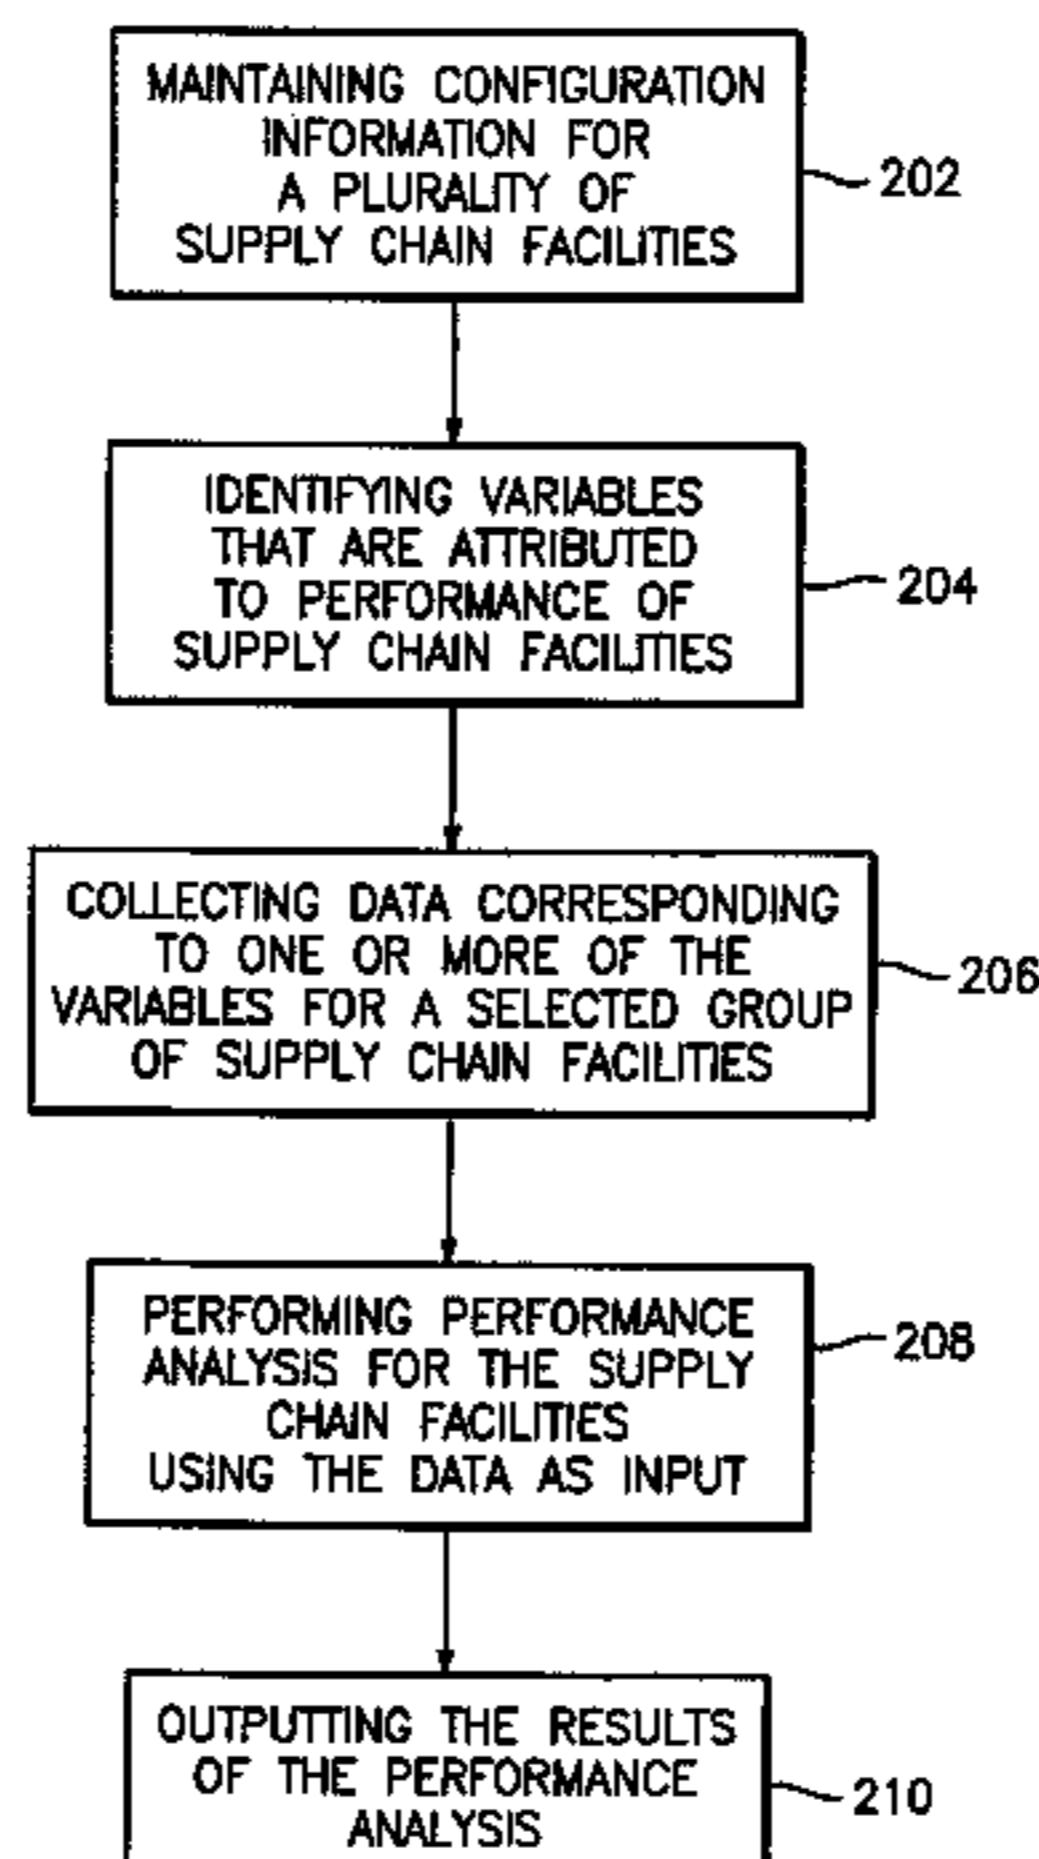 MAINTAINING CONFIGURATION
INFORMATION FOR
A PLURALITY OF
SUPPLY CHAIN FACILITIES
202
IDENTIFYING VARIABLES
THAT ARE ATTRIBUTED
TO PERFORMANCE OF
SUPPLY CHAIN FACILITIES
204
COLLECTING DATA CORRESPONDING
TO ONE OR MORE OF THE
VARIABLES FOR A SELECTED GROUP
OF SUPPLY CHAIN FACILITIES
206
PERFORMING PERFORMANCE
ANALYSIS FOR THE SUPPLY
CHAIN FACILITIES
USING THE DATA AS INPUT
208
OUTPUTTING THE RESULTS
OF THE PERFORMANCE
ANALYSIS
210